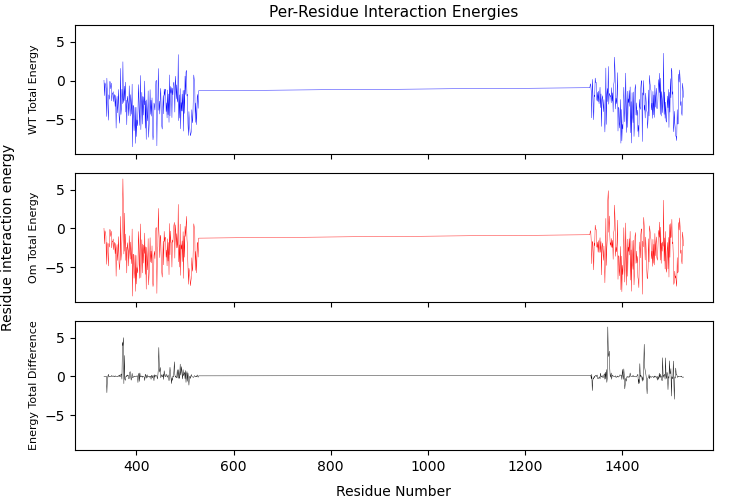 Per-Residue Interaction Energies
Residue interaction energy
WT Total Energy
5
0
−5
Om Total Energy
5
0
−5
Energy Total Difference
5
0
−5
400 600 800 1000 1200 1400
Residue Number